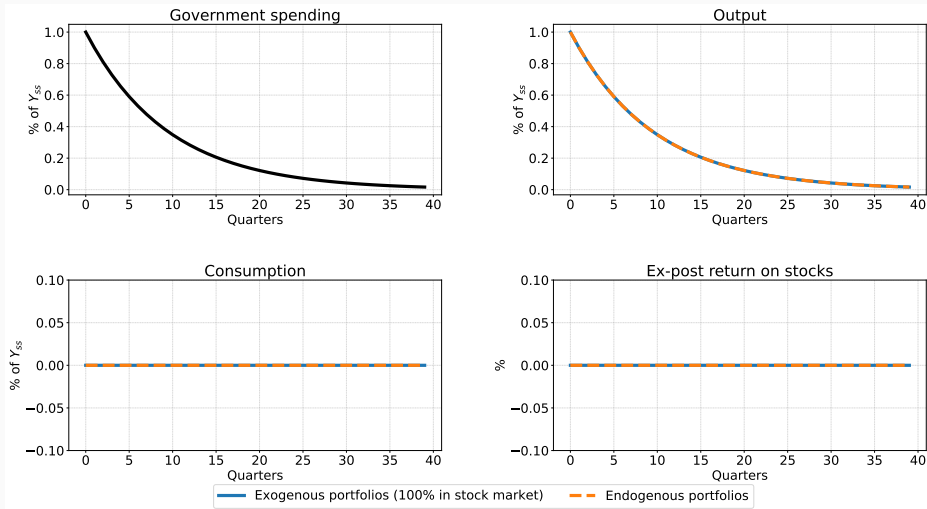 Government spending
% of Yss
1.0
0.8
0.6
0.4
0.2
0.0
0 5 10 15 20 25 30 35 40
Quarters
Output
% of Yss
1.0
0.8
0.6
0.4
0.2
0.0
0 5 10 15 20 25 30 35 40
Quarters
Consumption
% of Yss
0.10
0.05
0.00
−0.05
−0.10
0 5 10 15 20 25 30 35 40
Quarters
Ex-post return on stocks
%
0.10
0.05
0.00
−0.05
−0.10
0 5 10 15 20 25 30 35 40
Quarters
Exogenous portfolios (100% in stock market) Endogenous portfolios